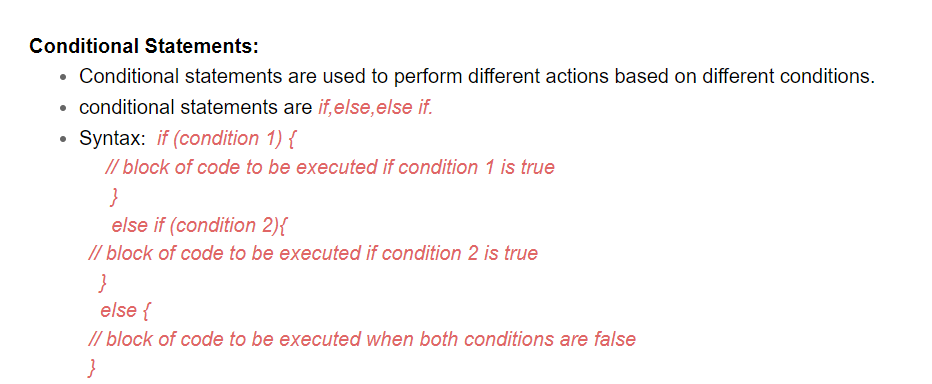 Conditional Statements:
• Conditional statements are used to perform different actions based on different conditions.
• conditional statements are if,else,else if.
• Syntax: if (condition 1) {
// block of code to be executed if condition 1 is true
}
else if (condition 2){
// block of code to be executed if condition 2 is true
}
else {
// block of code to be executed when both conditions are false
}